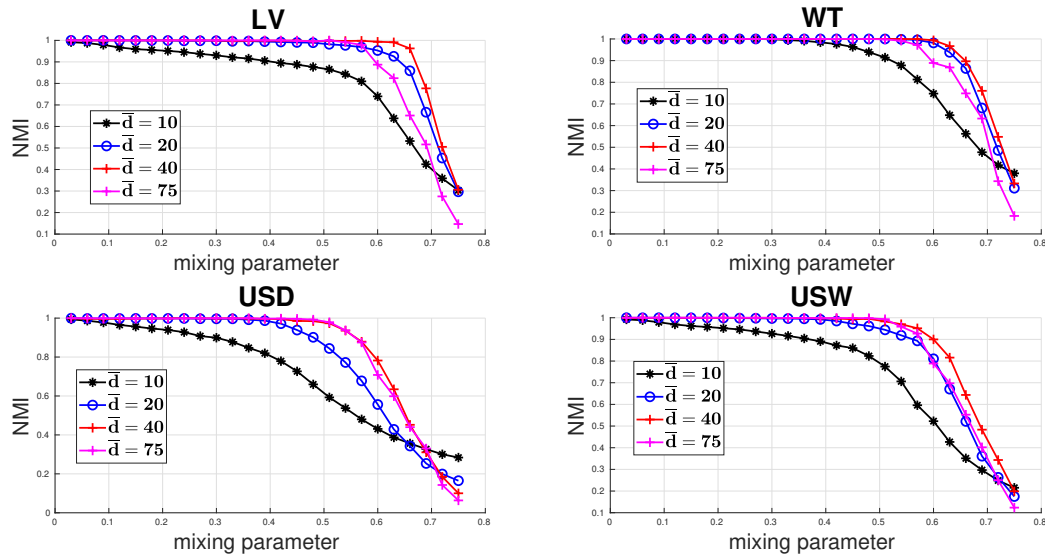 LV
NMI
1
0.9
0.8
0.7
0.6
0.5
0.4
0.3
0.2
0.1
d̅ = 10
d̅ = 20
d̅ = 40
d̅ = 75
0 0.1 0.2 0.3 0.4 0.5 0.6 0.7 0.8
mixing parameter
WT
NMI
1
0.9
0.8
0.7
0.6
0.5
0.4
0.3
0.2
0.1
d̅ = 10
d̅ = 20
d̅ = 40
d̅ = 75
0 0.1 0.2 0.3 0.4 0.5 0.6 0.7 0.8
mixing parameter
USD
NMI
1
0.8
0.6
0.4
0.2
0
d̅ = 10
d̅ = 20
d̅ = 40
d̅ = 75
0 0.1 0.2 0.3 0.4 0.5 0.6 0.7 0.8
mixing parameter
USW
NMI
1
0.9
0.8
0.7
0.6
0.5
0.4
0.3
0.2
0.1
d̅ = 10
d̅ = 20
d̅ = 40
d̅ = 75
0 0.1 0.2 0.3 0.4 0.5 0.6 0.7 0.8
mixing parameter